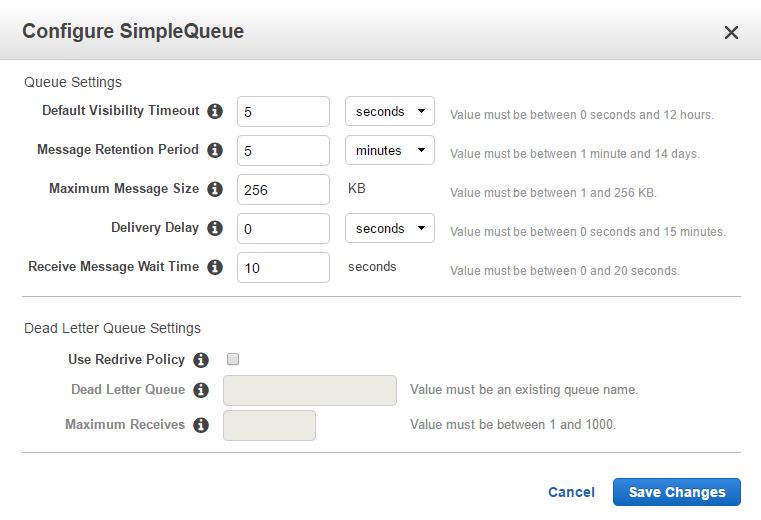 Configure SimpleQueue
Queue Settings
Default Visibility Timeout 5 seconds Value must be between 0 seconds and 12 hours.
Message Retention Period 5 minutes Value must be between 1 minute and 14 days.
Maximum Message Size 256 KB Value must be between 1 and 256 KB.
Delivery Delay 0 seconds Value must be between 0 seconds and 15 minutes.
Receive Message Wait Time 10 seconds Value must be between 0 and 20 seconds.
Dead Letter Queue Settings
Use Redrive Policy
Dead Letter Queue Value must be an existing queue name.
Maximum Receives Value must be between 1 and 1000.
Cancel Save Changes